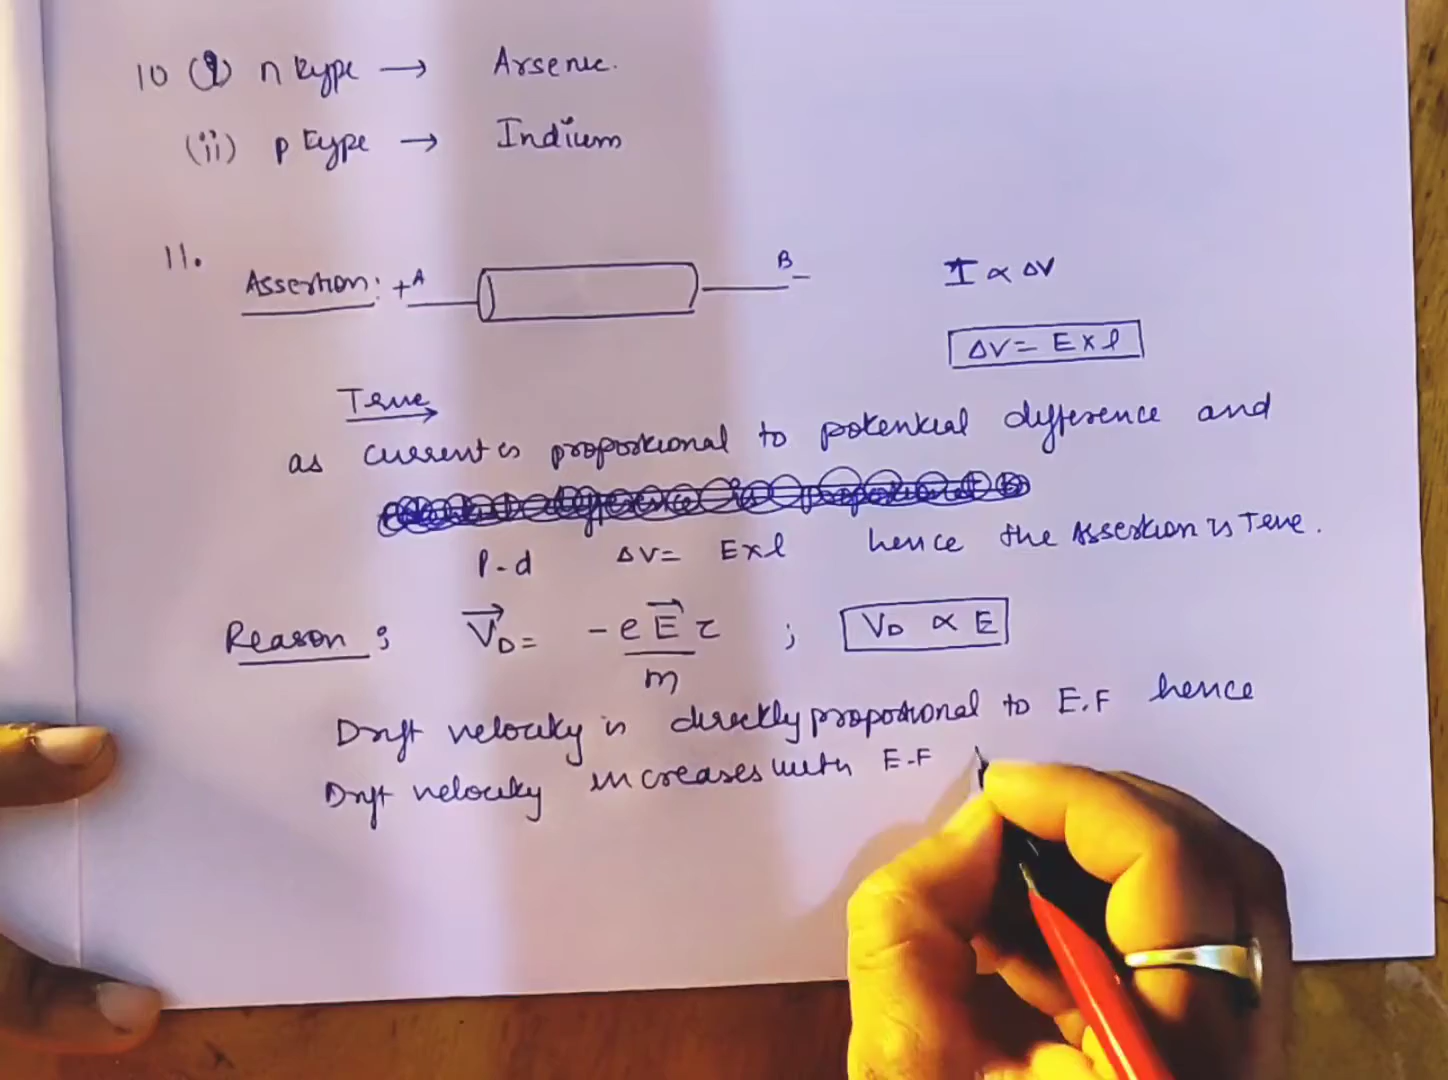 10 (i) n type → Arsenic.
(ii) p type → Indium
11.
Assertion: +A B –
I ∝ ΔV
ΔV = E×l
True
as current is proportional to potential difference and
P-d ΔV = E×l hence the Assertion is True.
Reason: V⃗D = -eE⃗τ/m ; VD ∝ E
Drift velocity is directly proportional to E.F hence
Drift velocity increases with E-F